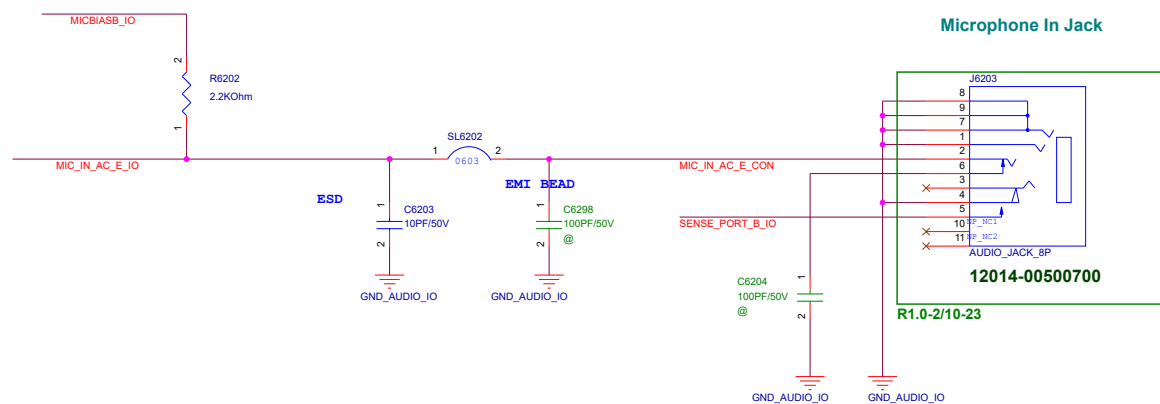 MICBIASB_IO
Microphone In Jack
2
R6202
2.2KOhm
1
J6203
8
9
7
1
2
6
3
4
5
10
11
NP_NC1
NP_NC2
AUDIO_JACK_8P
12014-00500700
R1.0-2/10-23
MIC_IN_AC_E_IO
SL6202
1
2
0603
MIC_IN_AC_E_CON
ESD
EMI BEAD
1
C6203
10PF/50V
2
GND_AUDIO_IO
1
C6298
100PF/50V
@
2
GND_AUDIO_IO
SENSE_PORT_B_IO
C6204
100PF/50V
@
1
2
GND_AUDIO_IO
GND_AUDIO_IO